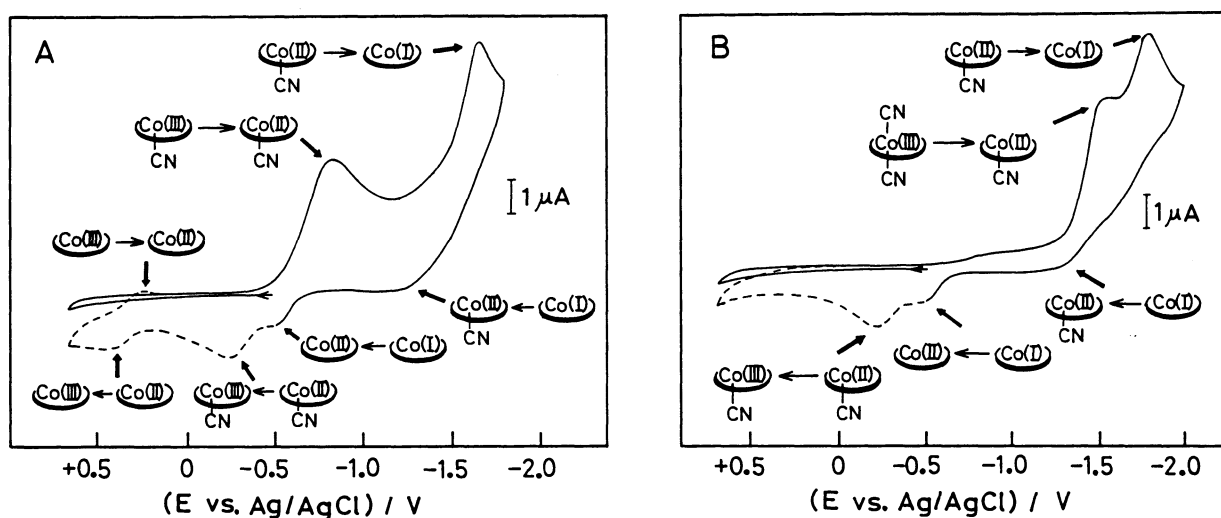 A
Co(II) → Co(I)
CN
Co(III) → Co(II)
CN CN
1 μA
Co(III) → Co(II)
Co(II) ← Co(I)
CN
Co(II) ← Co(I)
Co(III) ← Co(II)
Co(III) ← Co(II)
CN CN
+0.5 0 -0.5 -1.0 -1.5 -2.0
(E vs. Ag/AgCl) / V
B
Co(II) → Co(I)
CN
CN
Co(III) → Co(II)
CN CN
1 μA
Co(II) ← Co(I)
CN
Co(II) ← Co(I)
Co(III) ← Co(II)
CN CN
+0.5 0 -0.5 -1.0 -1.5 -2.0
(E vs. Ag/AgCl) / V